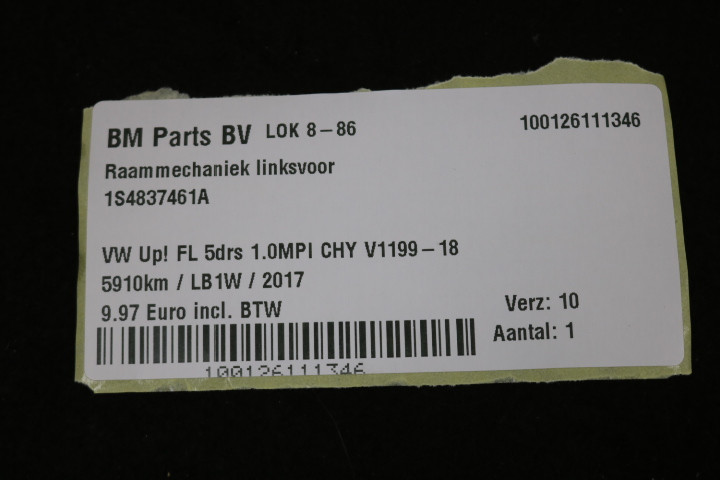 BM Parts BV LOK 8-86 100126111346
Raammechaniek linksvoor
1S4837461A
VW Up! FL 5drs 1.0MPI CHY V1199-18
5910km / LB1W / 2017
9.97 Euro incl. BTW
Verz: 10
Aantal: 1
100126111346